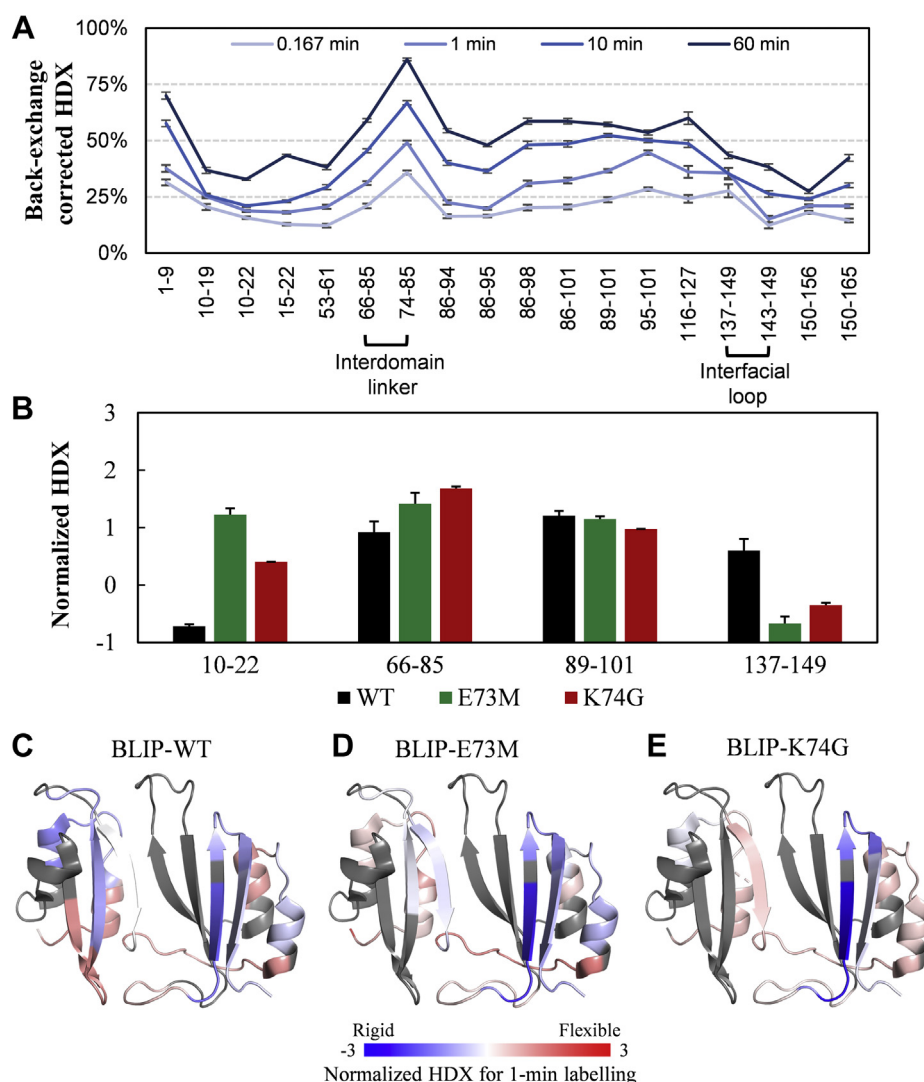 A
Back-exchange corrected HDX
100%
75%
50%
25%
0%
0.167 min
1 min
10 min
60 min
1-9
10-19
10-22
15-22
53-61
66-85
74-85
86-94
86-95
86-98
86-101
89-101
95-101
116-127
137-149
143-149
150-156
150-165
Interdomain
linker
Interfacial
loop
B
Normalized HDX
3
2
1
0
-1
10-22
66-85
89-101
137-149
WT
E73M
K74G
C
BLIP-WT
D
BLIP-E73M
E
BLIP-K74G
Rigid
Flexible
-3
3
Normalized HDX for 1-min labelling